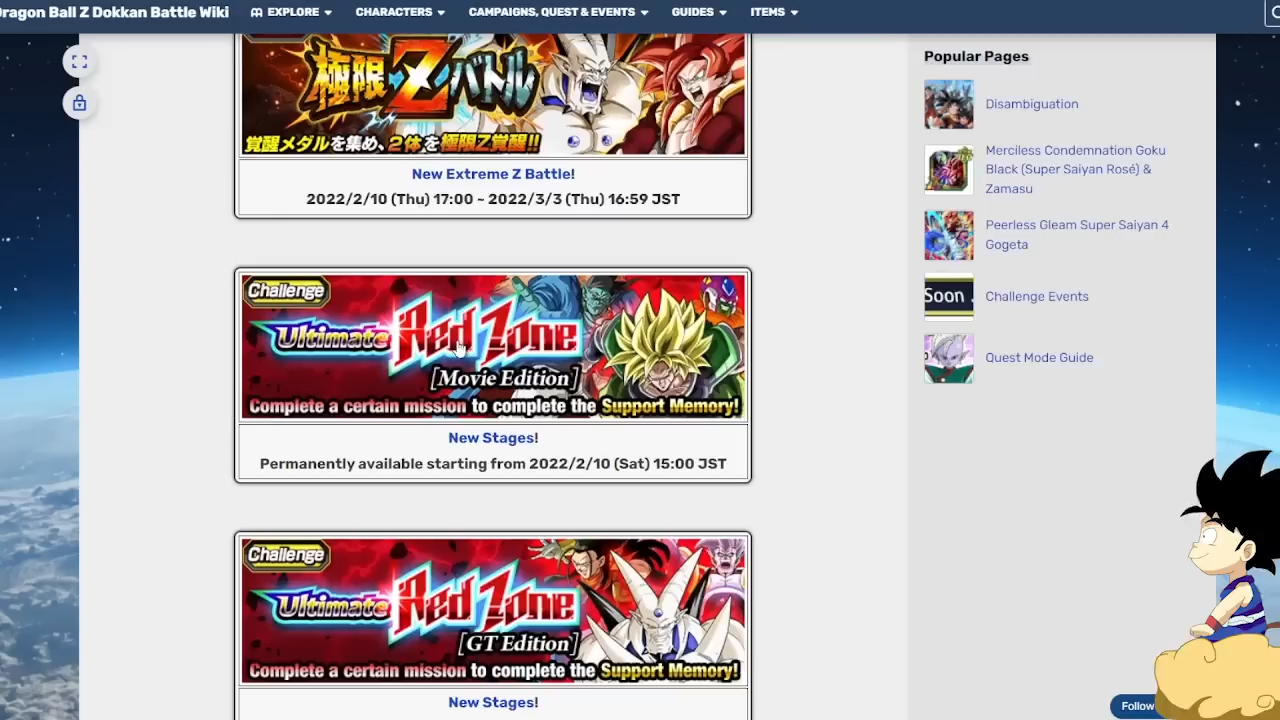 Dragon Ball Z Dokkan Battle Wiki
EXPLORE
CHARACTERS
CAMPAIGNS, QUEST & EVENTS
GUIDES
ITEMS
極限Zバトル
覚醒メダルを集め、2体を極限Z覚醒!!
New Extreme Z Battle!
2022/2/10 (Thu) 17:00 ~ 2022/3/3 (Thu) 16:59 JST
Challenge
Ultimate Red Zone
[Movie Edition]
Complete a certain mission to complete the Support Memory!
New Stages!
Permanently available starting from 2022/2/10 (Sat) 15:00 JST
Challenge
Ultimate Red Zone
[GT Edition]
Complete a certain mission to complete the Support Memory!
New Stages!
Popular Pages
Disambiguation
Merciless Condemnation Goku
Black (Super Saiyan Rosé) &
Zamasu
Peerless Gleam Super Saiyan 4
Gogeta
Soon .
Challenge Events
Quest Mode Guide
Follow